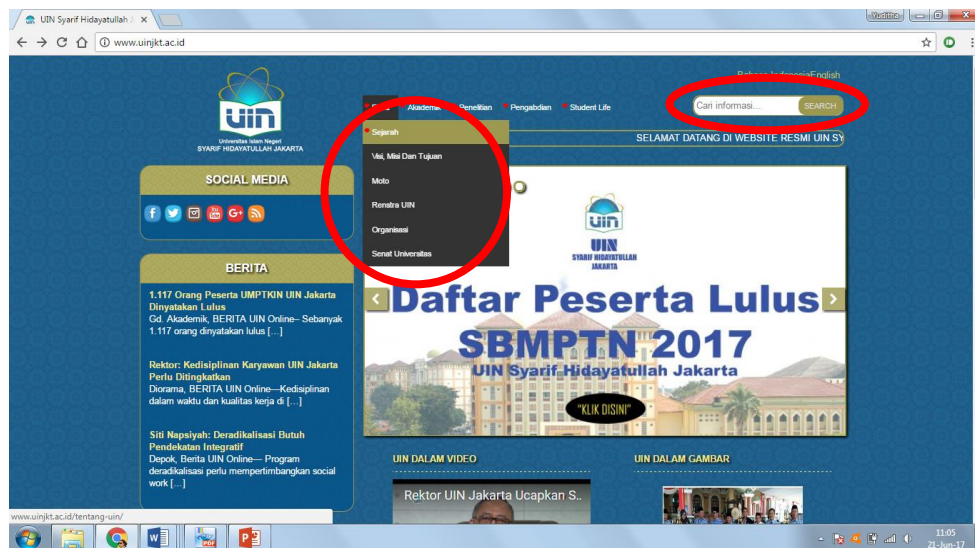 UIN Syarif Hidayatullah J
Yuditha
www.uinjkt.ac.id
Bahasa IndonesiaEnglish
uin
Universitas Islam Negeri
SYARIF HIDAYATULLAH JAKARTA
Akademik
Penelitian
Pengabdian
Student Life
Cari informasi...
SEARCH
SELAMAT DATANG DI WEBSITE RESMI UIN SY
Sejarah
Visi, Misi Dan Tujuan
Moto
Renstra UIN
Organisasi
Senat Universitas
SOCIAL MEDIA
BERITA
1.117 Orang Peserta UMPTKIN UIN Jakarta
Dinyatakan Lulus
Gd. Akademik, BERITA UIN Online– Sebanyak
1.117 orang dinyatakan lulus […]
Rektor: Kedisiplinan Karyawan UIN Jakarta
Perlu Ditingkatkan
Diorama, BERITA UIN Online—Kedisiplinan
dalam waktu dan kualitas kerja di […]
Siti Napsiyah: Deradikalisasi Butuh
Pendekatan Integratif
Depok, Berita UIN Online— Program
deradikalisasi perlu mempertimbangkan social
work […]
uin
UIN
SYARIF HIDAYATULLAH
JAKARTA
Daftar Peserta Lulus
SBMPTN 2017
UIN Syarif Hidayatullah Jakarta
"KLIK DISINI"
UIN DALAM VIDEO
UIN DALAM GAMBAR
Rektor UIN Jakarta Ucapkan S..
www.uinjkt.ac.id/tentang-uin/
11:05
21-Jun-17